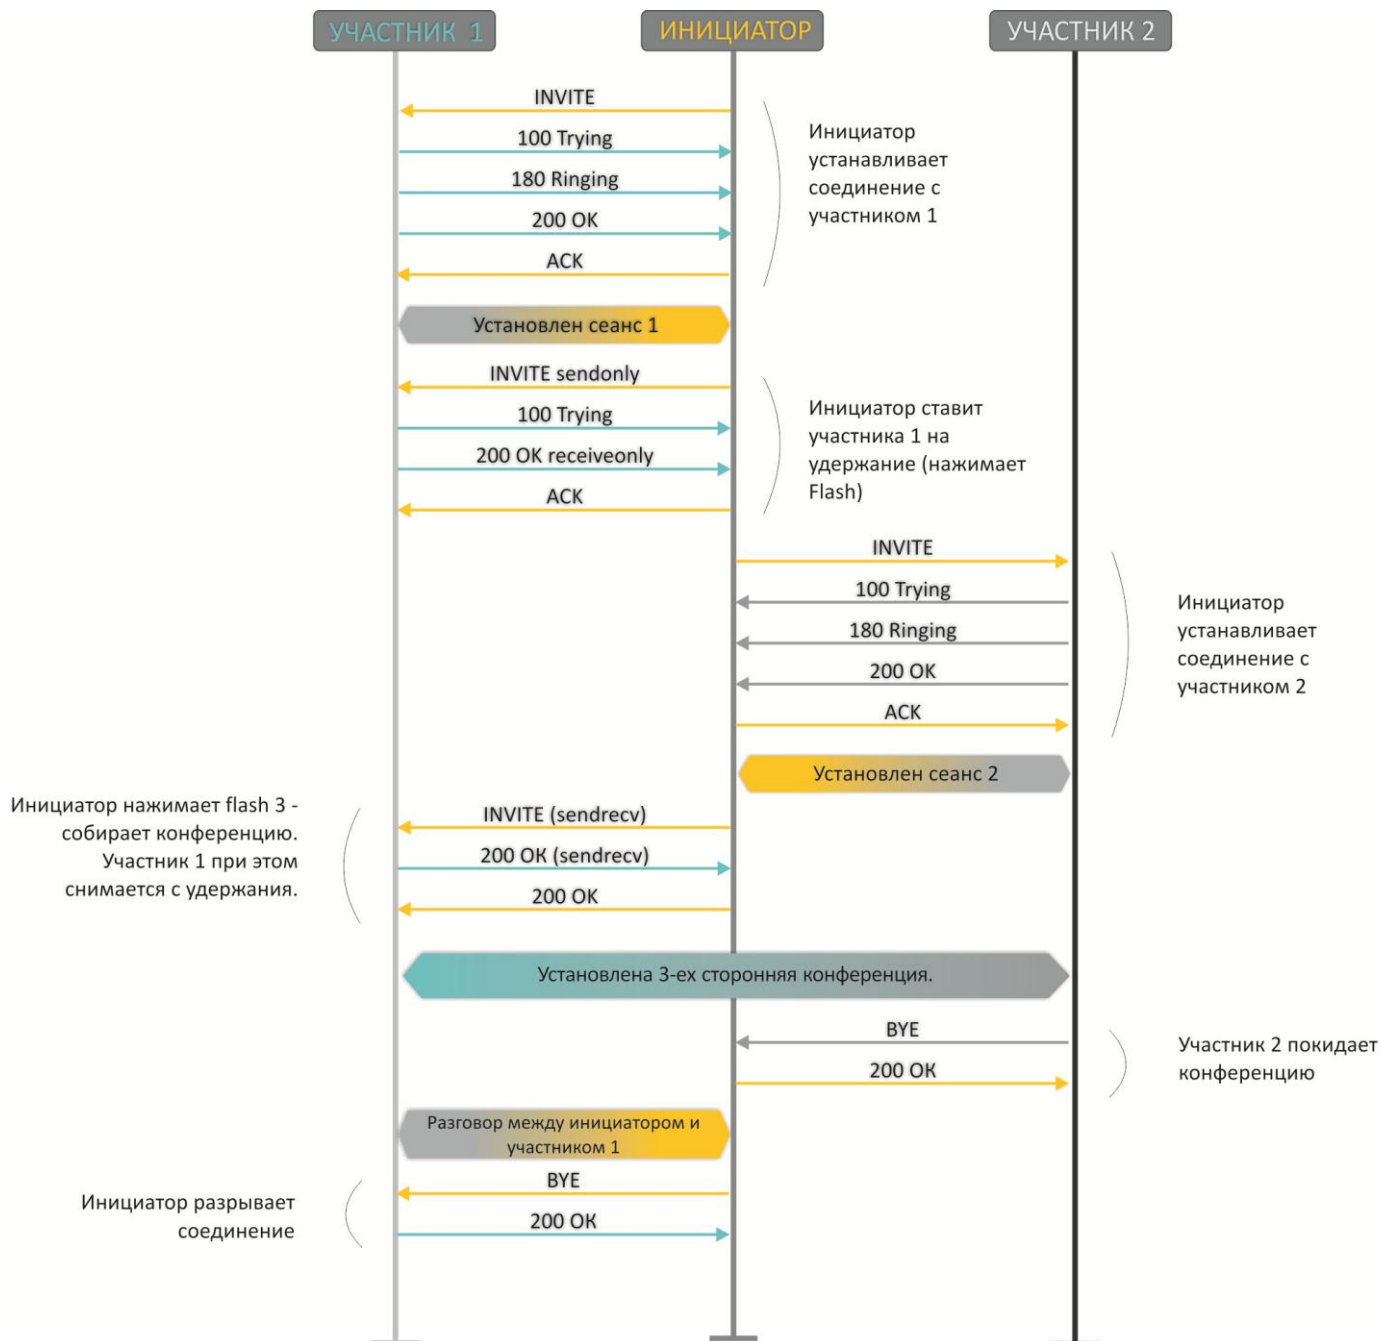 УЧАСТНИК 1
ИНИЦИАТОР
УЧАСТНИК 2
INVITE
100 Trying
180 Ringing
200 OK
ACK
Инициатор
устанавливает
соединение с
участником 1
Установлен сеанс 1
INVITE sendonly
100 Trying
200 OK receiveonly
ACK
Инициатор ставит
участника 1 на
удержание (нажимает
Flash)
INVITE
100 Trying
180 Ringing
200 OK
ACK
Инициатор
устанавливает
соединение с
участником 2
Установлен сеанс 2
Инициатор нажимает flash 3 -
собирает конференцию.
Участник 1 при этом
снимается с удержания.
INVITE (sendrecv)
200 OK (sendrecv)
200 OK
Установлена 3-ех сторонняя конференция.
BYE
200 OK
Участник 2 покидает
конференцию
Разговор между инициатором и
участником 1
Инициатор разрывает
соединение
BYE
200 OK